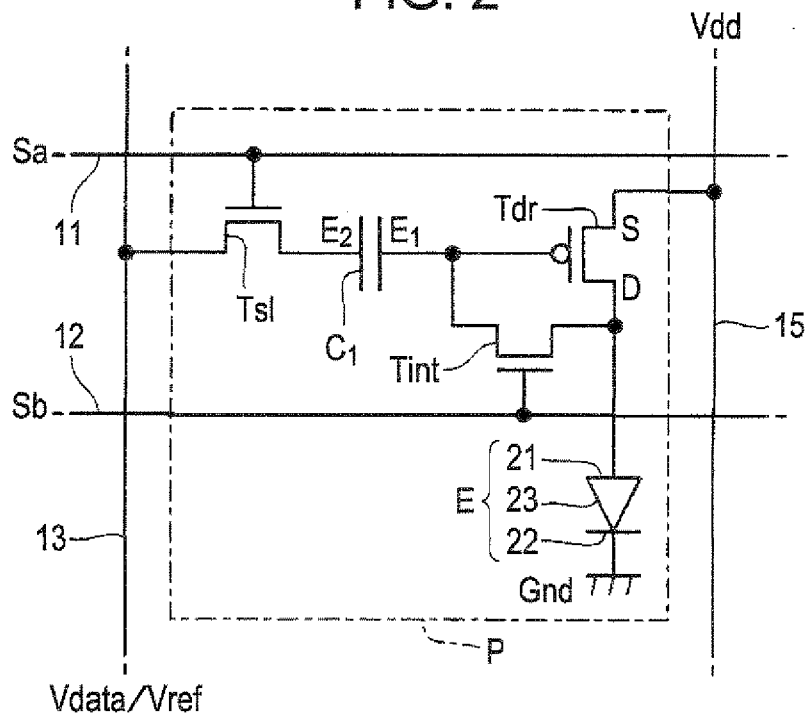 FIG. 2
Vdd
Sa
11
Tdr
S
E2
E1
D
Tsl
C1
15
12
Tint
Sb
21
E
23
22
13
Gnd
P
Vdata/Vref